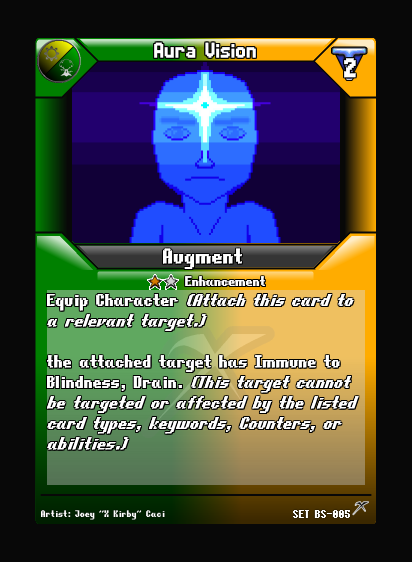 Aura Vision
2
Augment
Enhancement
Equip Character (Attach this card to
a relevant target.)
the attached target has Immune to
Blindness, Drain. (This target cannot
be targeted or affected by the listed
card types, keywords, Counters, or
abilities.)
Artist: Joey "X Kirby" Caci
SET BS-005